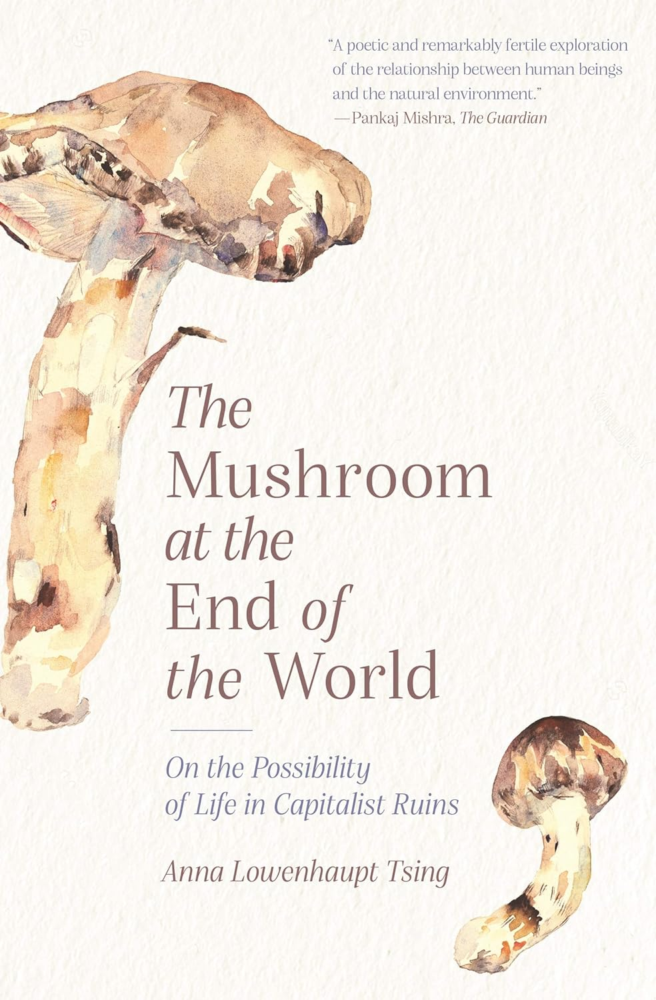 “A poetic and remarkably fertile exploration
of the relationship between human beings
and the natural environment.”
—Pankaj Mishra, The Guardian
The
Mushroom
at the
End of
the World
On the Possibility
of Life in Capitalist Ruins
Anna Lowenhaupt Tsing